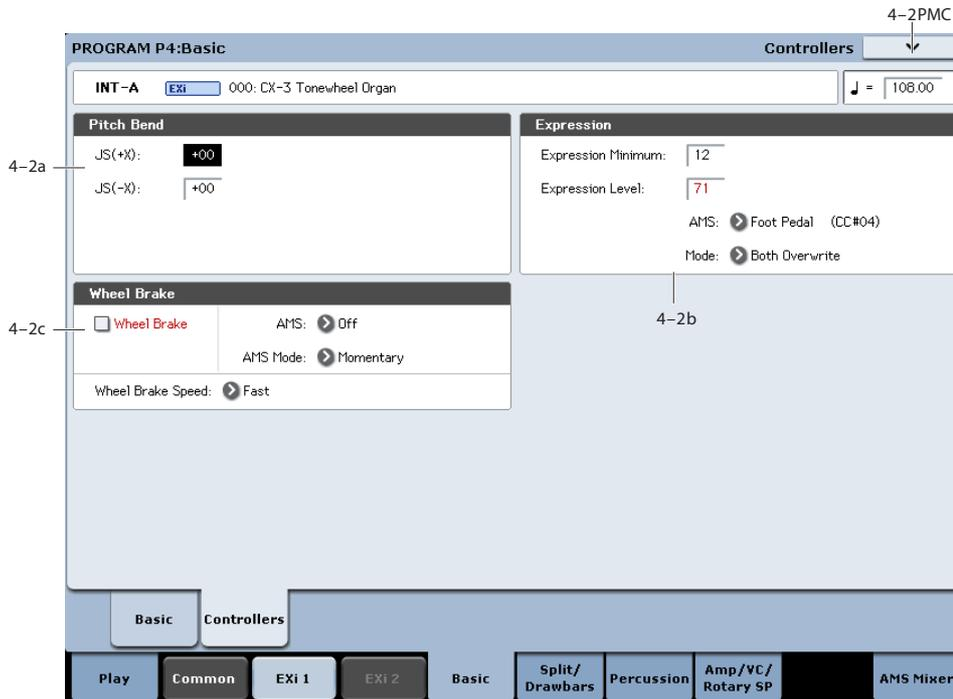 4–2PMC
PROGRAM P4:Basic
Controllers
INT-A EXi 000: CX-3 Tonewheel Organ
♩ = 108.00
Pitch Bend
4–2a
JS(+X): +00
JS(-X): +00
Expression
Expression Minimum: 12
Expression Level: 71
AMS: Foot Pedal (CC#04)
Mode: Both Overwrite
4–2b
Wheel Brake
4–2c
Wheel Brake
AMS: Off
AMS Mode: Momentary
Wheel Brake Speed: Fast
Basic Controllers
Play Common EXi 1 EXi 2 Basic Split/ Drawbars Percussion Amp/VC/ Rotary SP AMS Mixer